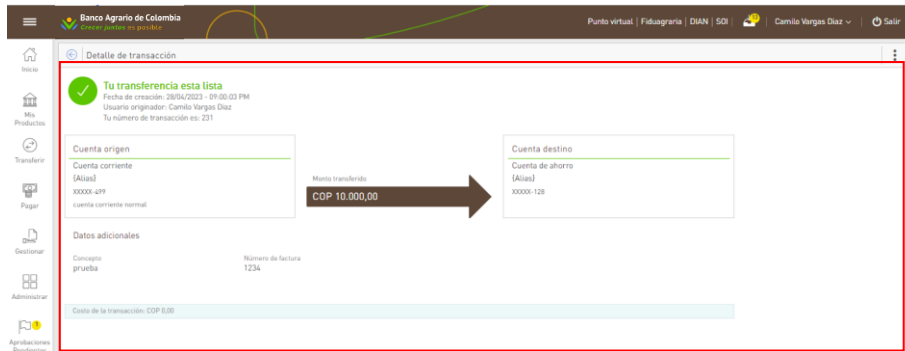 Banco Agrario de Colombia
Crecer juntos es posible
Punto virtual | Fiduagraria | DIAN | SOI | Camilo Vargas Diaz | Salir
Inicio
Mis Productos
Transferir
Pagar
Gestionar
Administrar
1
Aprobaciones
Pendientes
Detalle de transacción
Tu transferencia esta lista
Fecha de creación: 28/04/2023 - 09:00:03 PM
Usuario originador: Camilo Vargas Diaz
Tu número de transacción es: 231
Cuenta origen
Cuenta corriente
{Alias}
XXXXX-499
cuenta corriente normal
Monto transferido
COP 10.000,00
Cuenta destino
Cuenta de ahorro
{Alias}
XXXXX-128
Datos adicionales
Concepto
prueba
Número de factura
1234
Costo de la transacción: COP 0,00